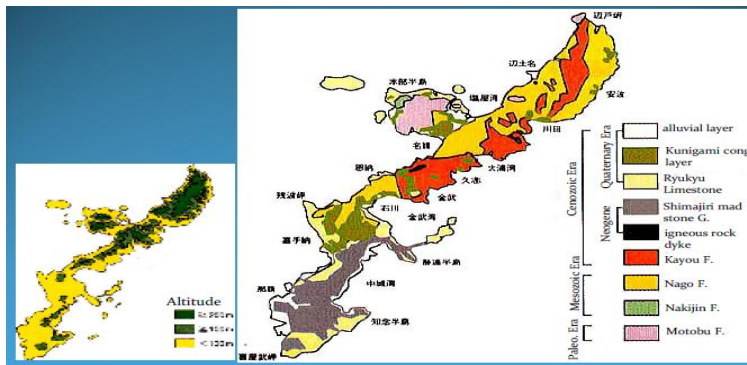 辺戸岬
辺土名
本部半島
塩屋湾
安波
川田
名護
大浦湾
恩納
久志
残波岬
金武
石川
金武湾
嘉手納
勝連半島
那覇
中城湾
知念半島
喜屋武岬
Altitude
≧200m
≧100m
<100m
Cenozoic Era
Quaternary Era
Neogene
Mesozoic Era
Paleo. Era
alluvial layer
Kunigami cong
layer
Ryukyu
Limestone
Shimajiri mad
stone G.
igneous rock
dyke
Kayou F.
Nago F.
Nakijin F.
Motobu F.